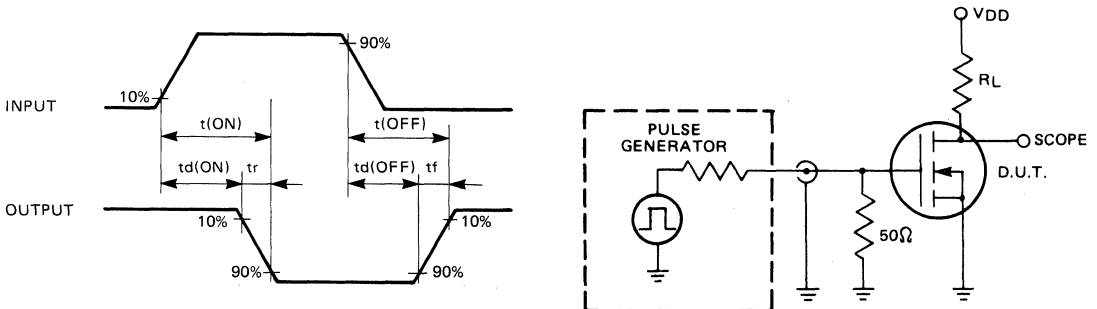 INPUT
10%
90%
t(ON)
t(OFF)
td(ON) tr
td(OFF) tf
OUTPUT
10%
90%
90%
10%
PULSE
GENERATOR
50Ω
VDD
RL
SCOPE
D.U.T.